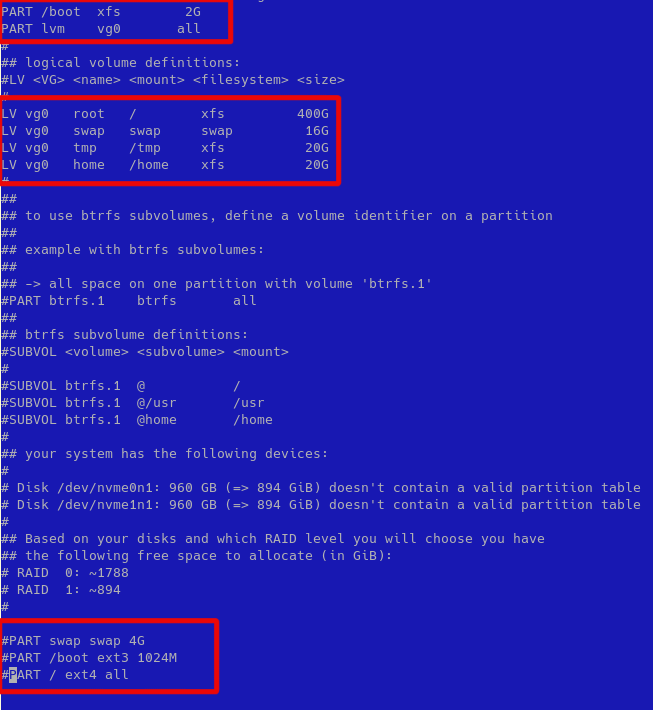 PART /boot  xfs        2G
PART lvm    vg0       all
#
## logical volume definitions:
#LV <VG> <name> <mount> <filesystem> <size>
#
LV vg0   root   /        xfs         400G
LV vg0   swap   swap     swap         16G
LV vg0   tmp    /tmp     xfs          20G
LV vg0   home   /home    xfs          20G
#
##
## to use btrfs subvolumes, define a volume identifier on a partition
##
## example with btrfs subvolumes:
##
## -> all space on one partition with volume 'btrfs.1'
#PART btrfs.1    btrfs       all
##
## btrfs subvolume definitions:
#SUBVOL <volume> <subvolume> <mount>
#
#SUBVOL btrfs.1  @           /
#SUBVOL btrfs.1  @/usr       /usr
#SUBVOL btrfs.1  @home       /home
#
## your system has the following devices:
#
# Disk /dev/nvme0n1: 960 GB (=> 894 GiB) doesn't contain a valid partition table
# Disk /dev/nvme1n1: 960 GB (=> 894 GiB) doesn't contain a valid partition table
#
## Based on your disks and which RAID level you will choose you have
## the following free space to allocate (in GiB):
# RAID  0: ~1788
# RAID  1: ~894
#
#PART swap swap 4G
#PART /boot ext3 1024M
#PART / ext4 all